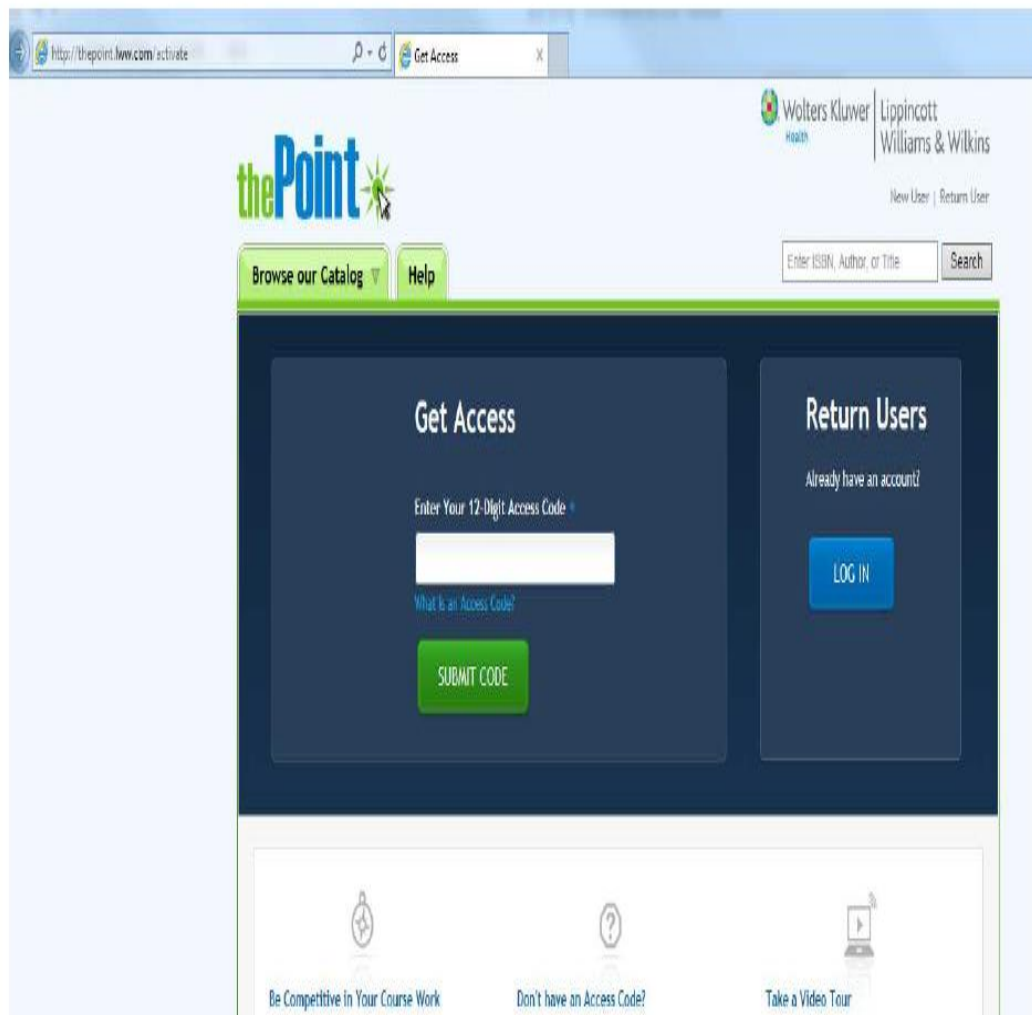 http://thepoint.lww.com/activate
Get Access
X
Wolters Kluwer
Health
Lippincott
Williams & Wilkins
thePoint
New User | Return User
Browse our Catalog
Help
Enter ISBN, Author, or Title
Search
Get Access
Enter Your 12-Digit Access Code *
What is an Access Code?
SUBMIT CODE
Return Users
Already have an account?
LOG IN
Be Competitive in Your Course Work
Don't have an Access Code?
Take a Video Tour